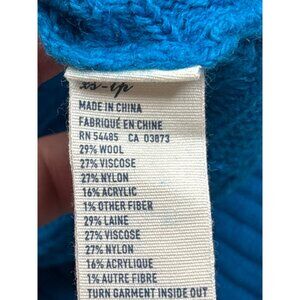 xs-tp
MADE IN CHINA
FABRIQUÉ EN CHINE
RN 54485 CA 03873
29% WOOL
27% VISCOSE
27% NYLON
16% ACRYLIC
1% OTHER FIBER
29% LAINE
27% VISCOSE
27% NYLON
16% ACRYLIQUE
1% AUTRE FIBRE
TURN GARMENT INSIDE OUT